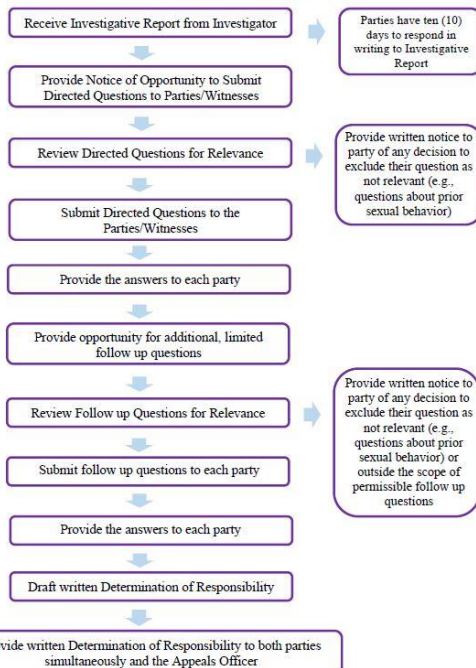 Receive Investigative Report from Investigator
Parties have ten (10)
days to respond in
writing to Investigative
Report
Provide Notice of Opportunity to Submit
Directed Questions to Parties/Witnesses
Review Directed Questions for Relevance
Provide written notice to
party of any decision to
exclude their question as
not relevant (e.g.,
questions about prior
sexual behavior)
Submit Directed Questions to the
Parties/Witnesses
Provide the answers to each party
Provide opportunity for additional, limited
follow up questions
Review Follow up Questions for Relevance
Provide written notice to
party of any decision to
exclude their question as
not relevant (e.g.,
questions about prior
sexual behavior) or
outside the scope of
permissible follow up
questions
Submit follow up questions to each party
Provide the answers to each party
Draft written Determination of Responsibility
vide written Determination of Responsibility to both parties
simultaneously and the Appeals Officer